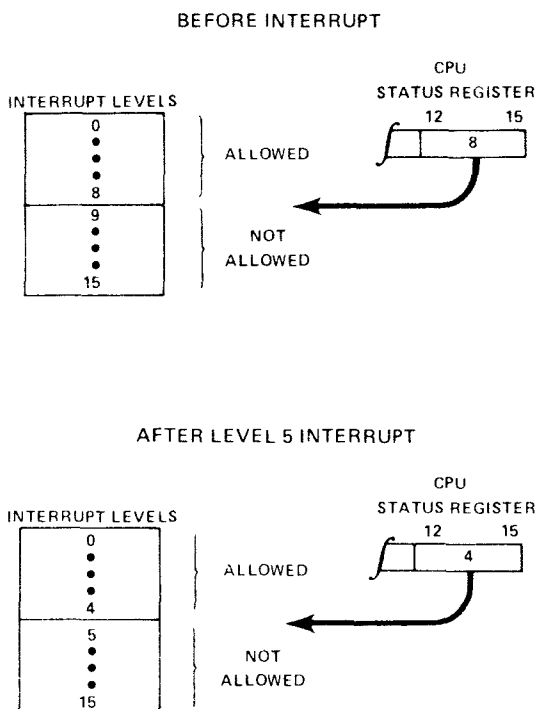 BEFORE INTERRUPT
CPU
STATUS REGISTER
INTERRUPT LEVELS
12 15
0
8
ALLOWED
8
9
NOT
ALLOWED
15
AFTER LEVEL 5 INTERRUPT
CPU
STATUS REGISTER
INTERRUPT LEVELS
12 15
0
4
ALLOWED
4
5
NOT
ALLOWED
15